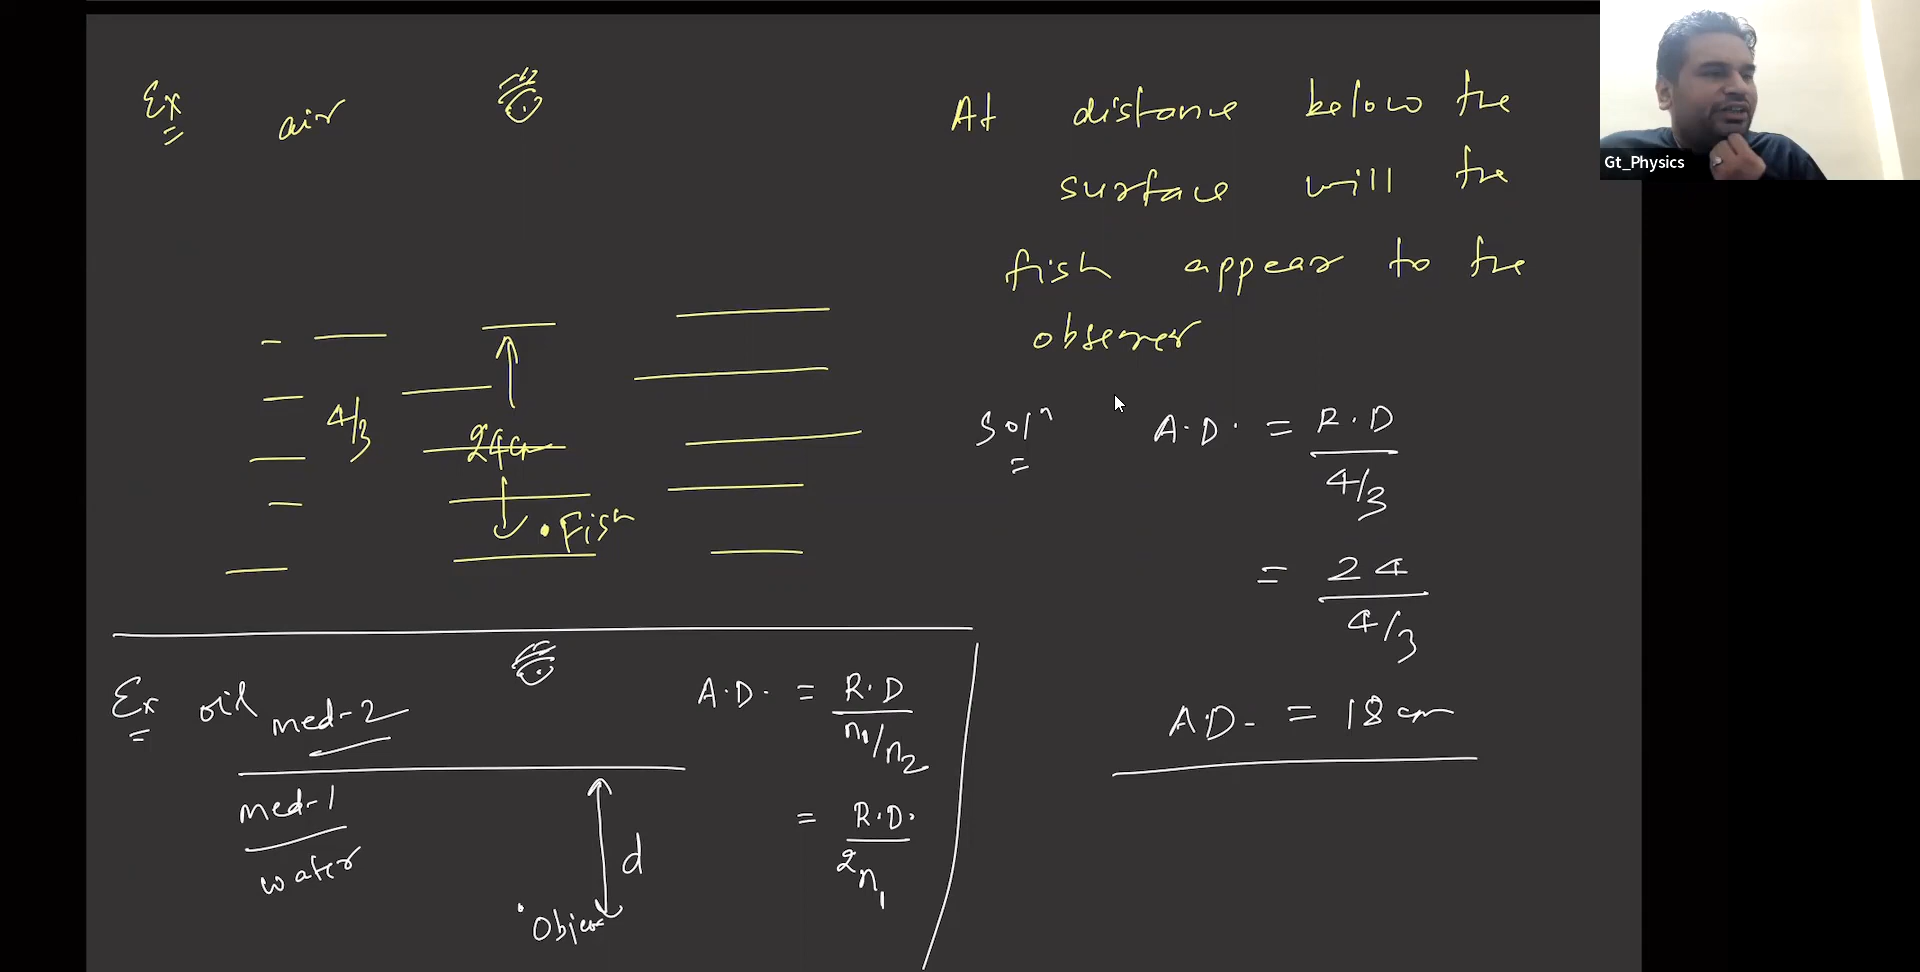 Ex
air
4/3
24cm
Fish
At distance below the
surface will the
fish appear to the
observer
Solⁿ A.D. = R.D
4/3
= 24
4/3
A.D. = 18 cm
Ex oil med-2
med-1
water
d
Objec
A.D. = R.D
n₁/n₂
= R.D.
²n₁
Gt_Physics